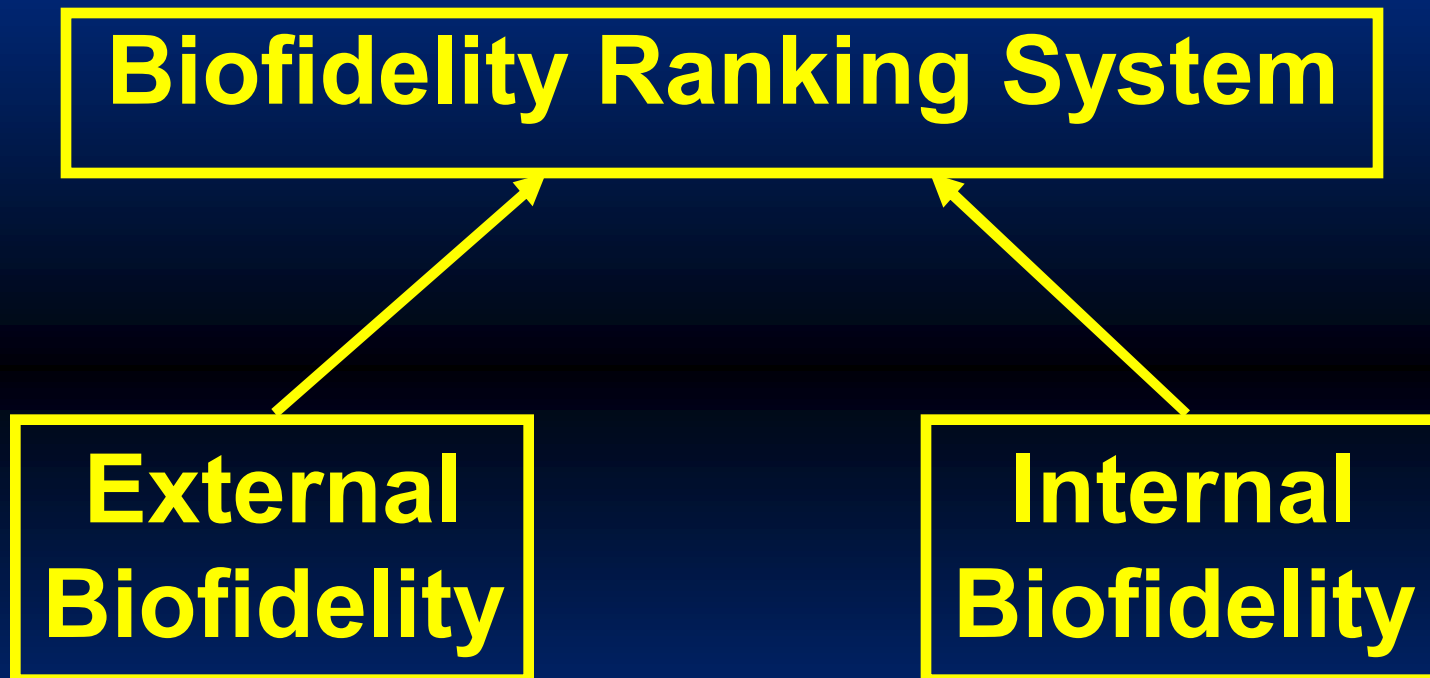 Biofidelity Ranking System
External
Biofidelity
Internal
Biofidelity